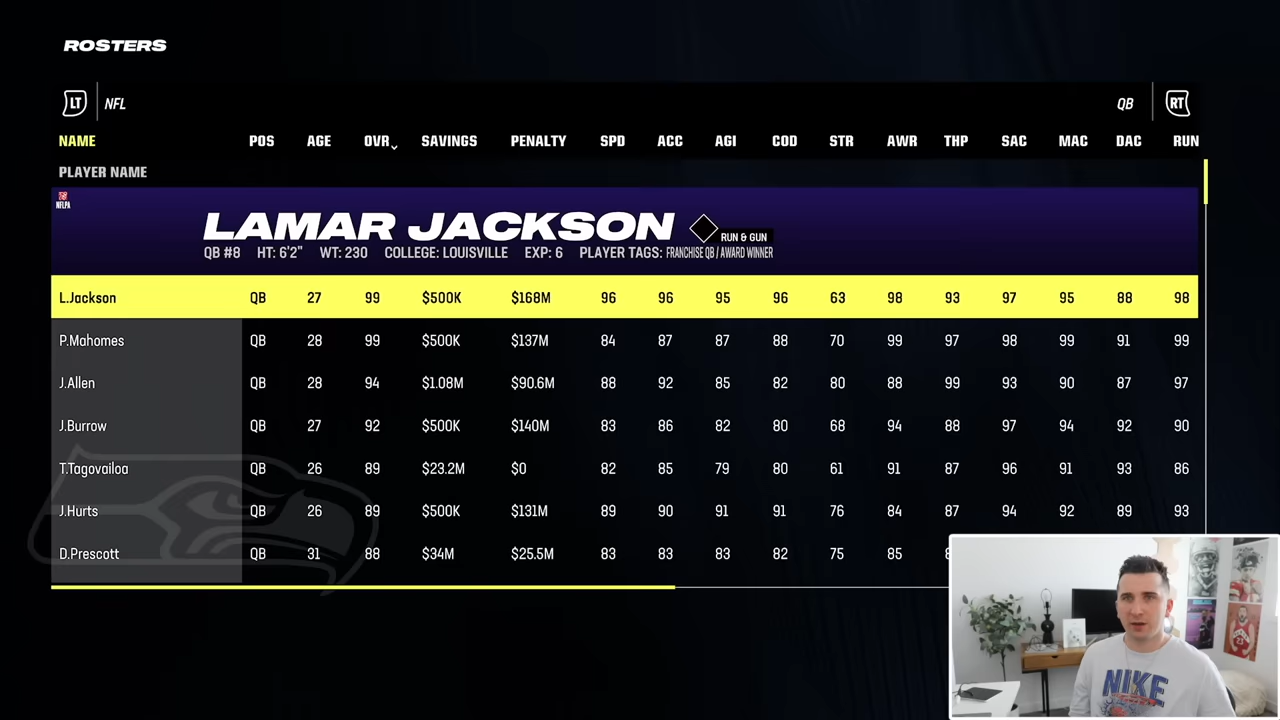 ROSTERS
LT NFL QB RT
NAME POS AGE OVR SAVINGS PENALTY SPD ACC AGI COD STR AWR THP SAC MAC DAC RUN
PLAYER NAME
NFLPA
LAMAR JACKSON RUN & GUN
QB #8 HT: 6'2" WT: 230 COLLEGE: LOUISVILLE EXP: 6 PLAYER TAGS: FRANCHISE QB / AWARD WINNER
L.Jackson QB 27 99 $500K $168M 96 96 95 96 63 98 93 97 95 88 98
P.Mahomes QB 28 99 $500K $137M 84 87 87 88 70 99 97 98 99 91 99
J.Allen QB 28 94 $1.08M $90.6M 88 92 85 82 80 88 99 93 90 87 97
J.Burrow QB 27 92 $500K $140M 83 86 82 80 68 94 88 97 94 92 90
T.Tagovailoa QB 26 89 $23.2M $0 82 85 79 80 61 91 87 96 91 93 86
J.Hurts QB 26 89 $500K $131M 89 90 91 91 76 84 87 94 92 89 93
D.Prescott QB 31 88 $34M $25.5M 83 83 83 82 75 85
NIKE